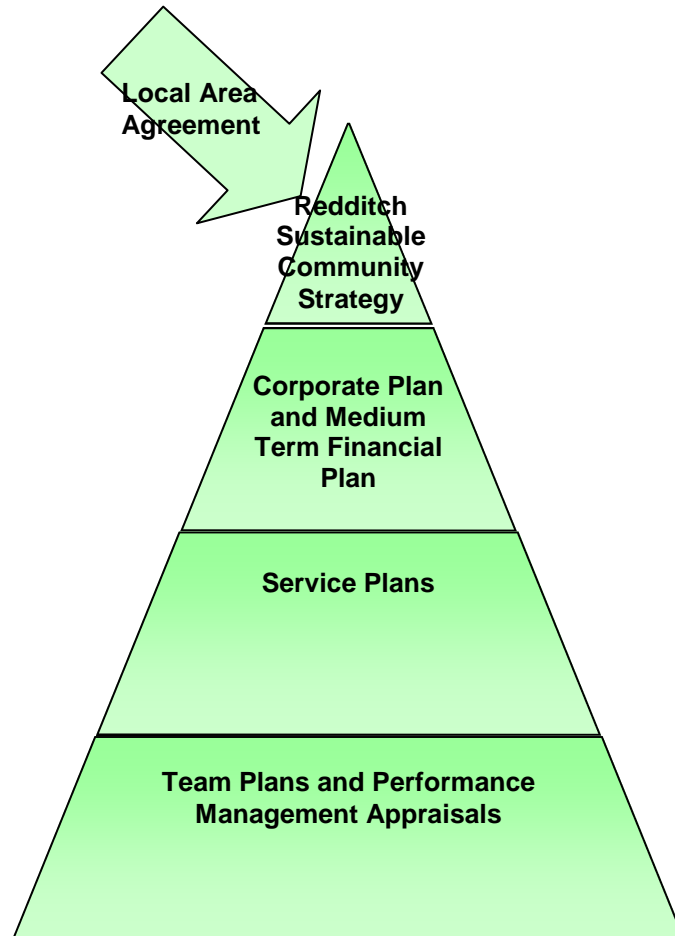 Local Area
Agreement
Redditch
Sustainable
Community
Strategy
Corporate Plan
and Medium
Term Financial
Plan
Service Plans
Team Plans and Performance
Management Appraisals